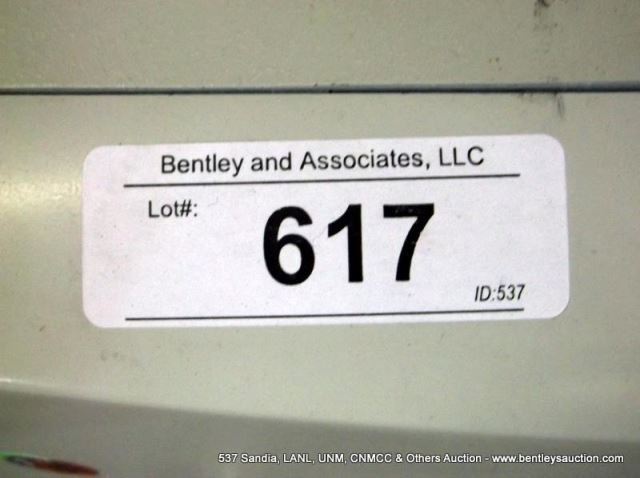 Bentley and Associates, LLC
Lot#:
617
ID:537
537 Sandia, LANL, UNM, CNMCC & Others Auction - www.bentleysauction.com